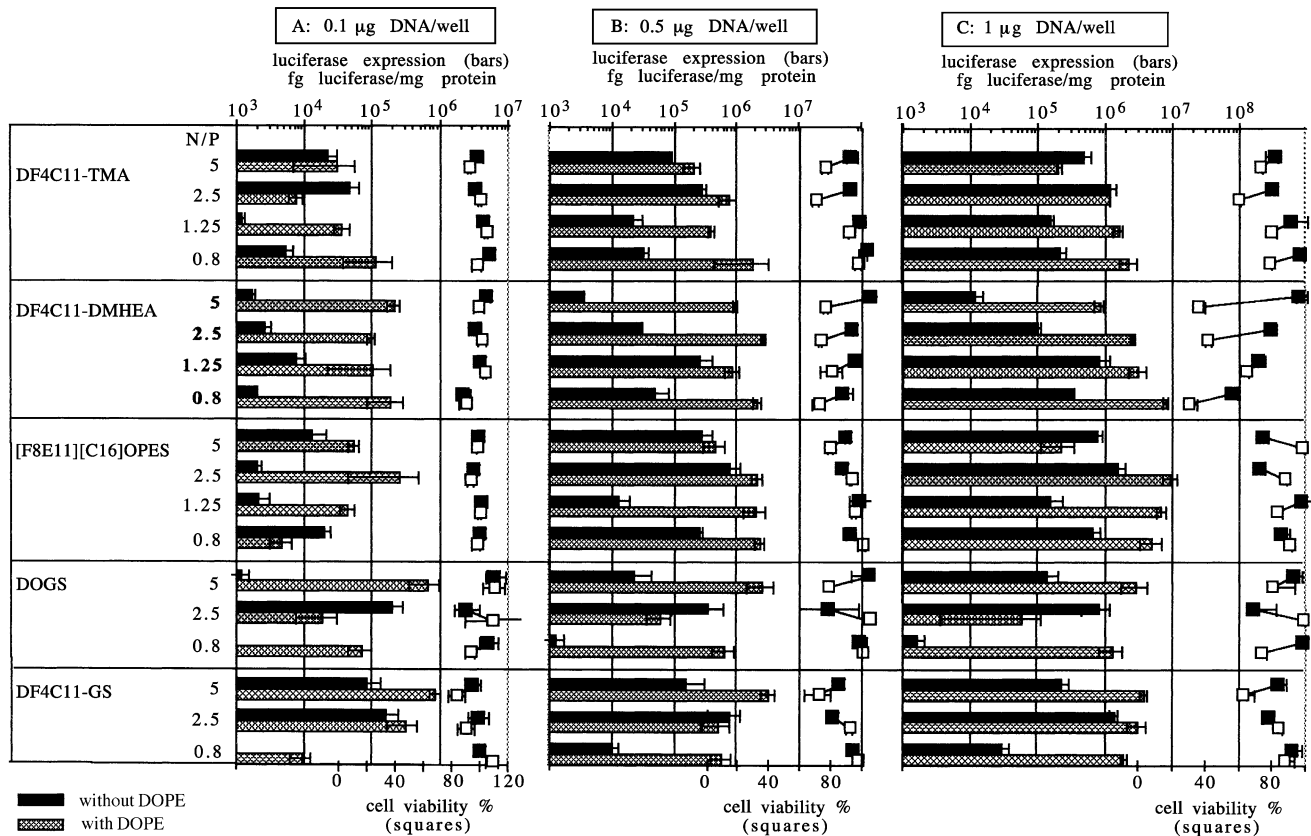 A: 0.1 µg DNA/well
B: 0.5 µg DNA/well
C: 1 µg DNA/well
luciferase expression (bars)
fg luciferase/mg protein
luciferase expression (bars)
fg luciferase/mg protein
luciferase expression (bars)
fg luciferase/mg protein
10³ 10⁴ 10⁵ 10⁶ 10⁷
10³ 10⁴ 10⁵ 10⁶ 10⁷
10³ 10⁴ 10⁵ 10⁶ 10⁷ 10⁸
N/P
DF4C11-TMA
5
2.5
1.25
0.8
DF4C11-DMHEA
5
2.5
1.25
0.8
[F8E11][C16]OPES
5
2.5
1.25
0.8
DOGS
5
2.5
0.8
DF4C11-GS
5
2.5
0.8
0 40 80 120
0 40 80
0 40 80
cell viability %
(squares)
cell viability %
(squares)
cell viability %
(squares)
without DOPE
with DOPE